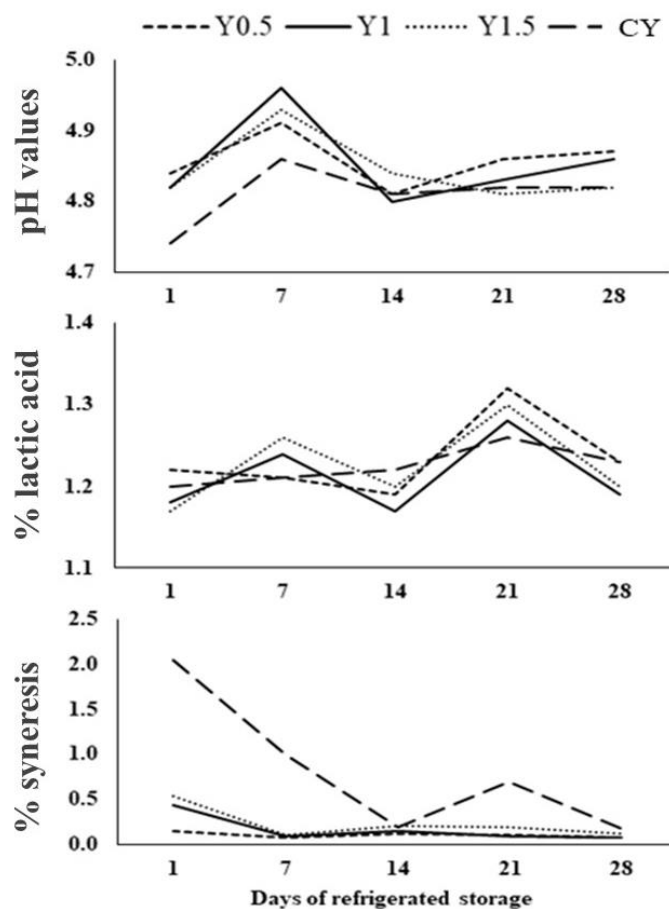 Y0.5 Y1 Y1.5 CY
pH values
5.0
4.9
4.8
4.7
1 7 14 21 28
% lactic acid
1.4
1.3
1.2
1.1
1 7 14 21 28
% syneresis
2.5
2.0
1.5
1.0
0.5
0.0
1 7 14 21 28
Days of refrigerated storage